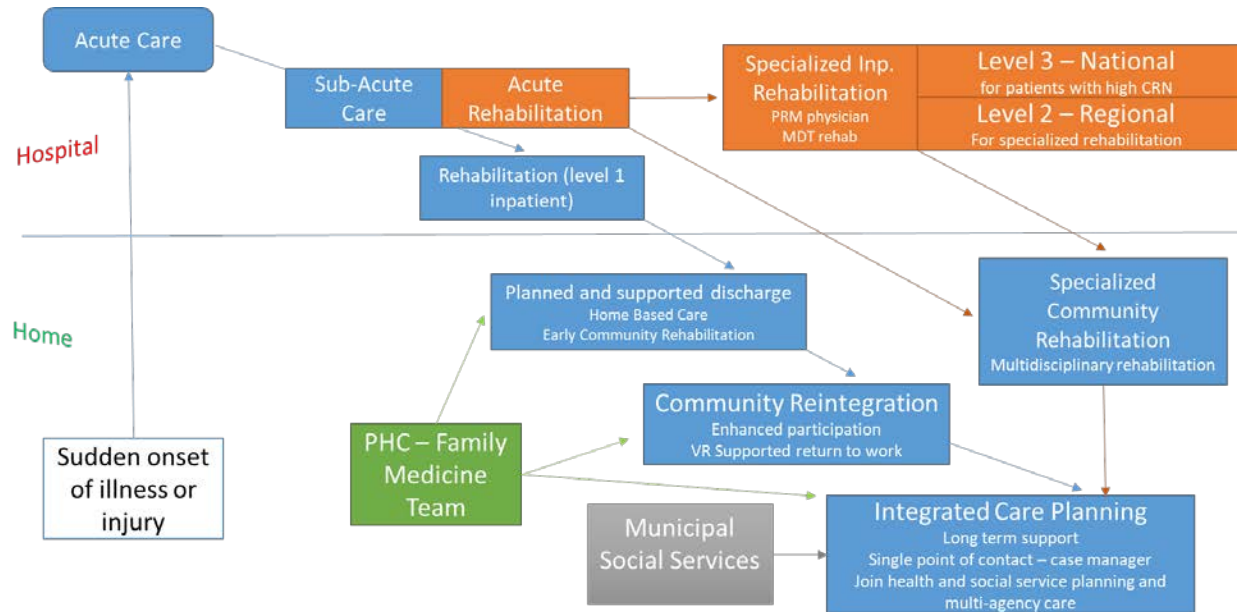 Acute Care
Sub-Acute
Care
Acute
Rehabilitation
Specialized Inp.
Rehabilitation
PRM physician
MDT rehab
Level 3 – National
for patients with high CRN
Level 2 – Regional
For specialized rehabilitation
Hospital
Rehabilitation (level 1
inpatient)
Home
Planned and supported discharge
Home Based Care
Early Community Rehabilitation
Specialized
Community
Rehabilitation
Multidisciplinary rehabilitation
Community Reintegration
Enhanced participation
VR Supported return to work
PHC – Family
Medicine
Team
Sudden onset
of illness or
injury
Municipal
Social Services
Integrated Care Planning
Long term support
Single point of contact – case manager
Join health and social service planning and
multi-agency care